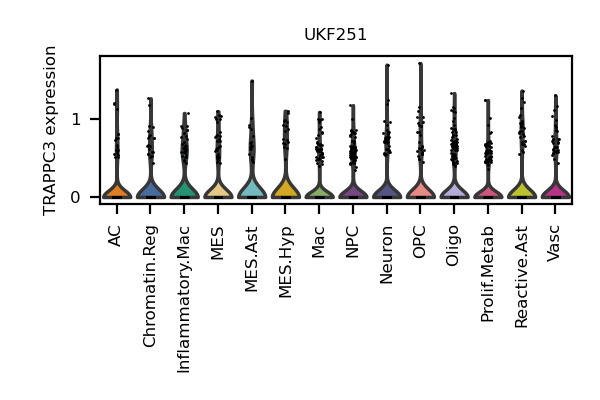 UKF251
TRAPPC3 expression
1
0
AC
Chromatin.Reg
Inflammatory.Mac
MES
MES.Ast
MES.Hyp
Mac
NPC
Neuron
OPC
Oligo
Prolif.Metab
Reactive.Ast
Vasc